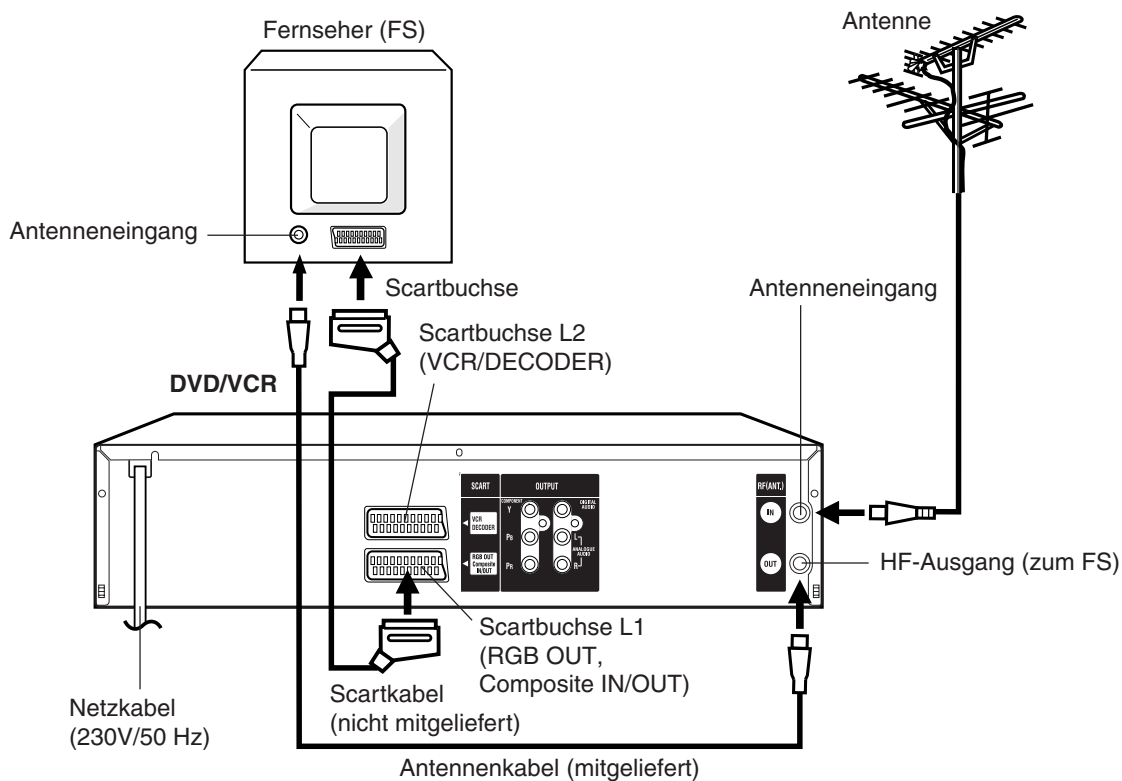 Fernseher (FS)
Antenne
Antenneneingang
Scartbuchse
Antenneneingang
Scartbuchse L2
(VCR/DECODER)
DVD/VCR
SCART
OUTPUT
RF(ANT.)
COMPONENT
Y
DIGITAL
AUDIO
VCR
DECODER
IN
PB
L
ANALOGUE
AUDIO
RGB OUT
Composite
IN/OUT
PR
R
OUT
HF-Ausgang (zum FS)
Scartbuchse L1
(RGB OUT,
Composite IN/OUT)
Scartkabel
(nicht mitgeliefert)
Netzkabel
(230V/50 Hz)
Antennenkabel (mitgeliefert)